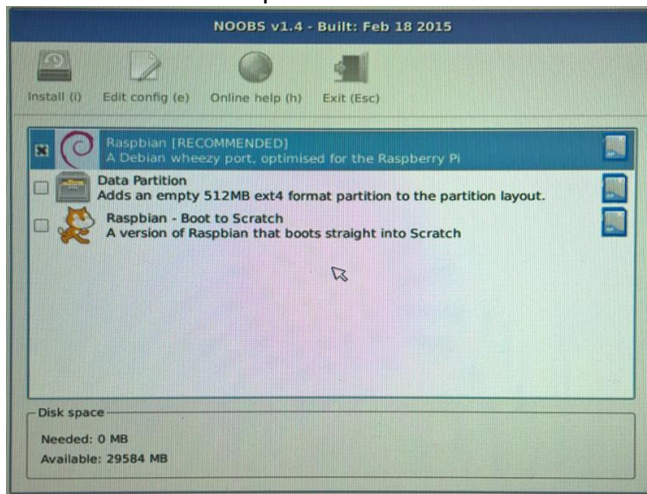 NOOBS v1.4 - Built: Feb 18 2015
Install (i) Edit config (e) Online help (h) Exit (Esc)
Raspbian [RECOMMENDED]
A Debian wheezy port, optimised for the Raspberry Pi
Data Partition
Adds an empty 512MB ext4 format partition to the partition layout.
Raspbian - Boot to Scratch
A version of Raspbian that boots straight into Scratch
Disk space
Needed: 0 MB
Available: 29584 MB